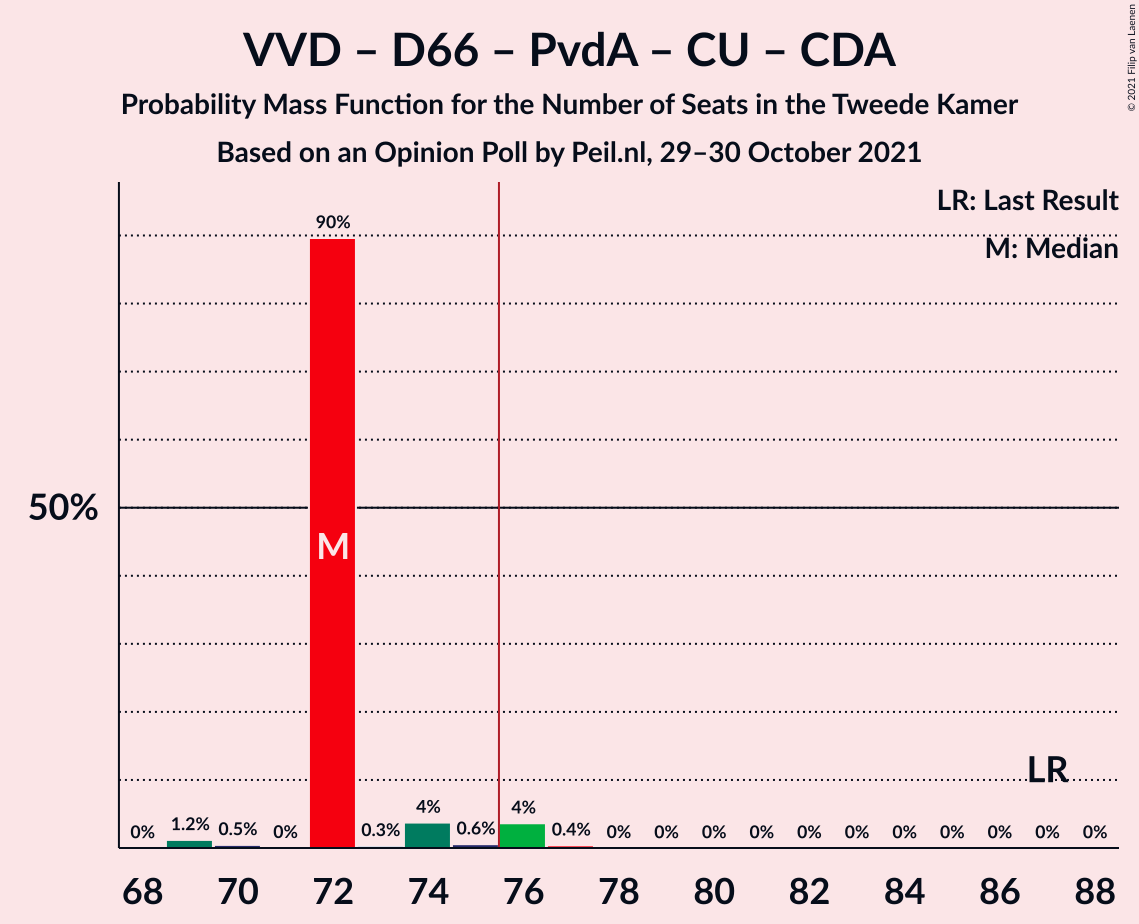 VVD – D66 – PvdA – CU – CDA
Probability Mass Function for the Number of Seats in the Tweede Kamer
Based on an Opinion Poll by Peil.nl, 29–30 October 2021
© 2021 Filip van Laenen
LR: Last Result
M: Median
90%
50%
M
LR
0% 1.2% 0.5% 0% 0.3% 4% 0.6% 4% 0.4% 0% 0% 0% 0% 0% 0% 0% 0% 0% 0% 0%
68 70 72 74 76 78 80 82 84 86 88